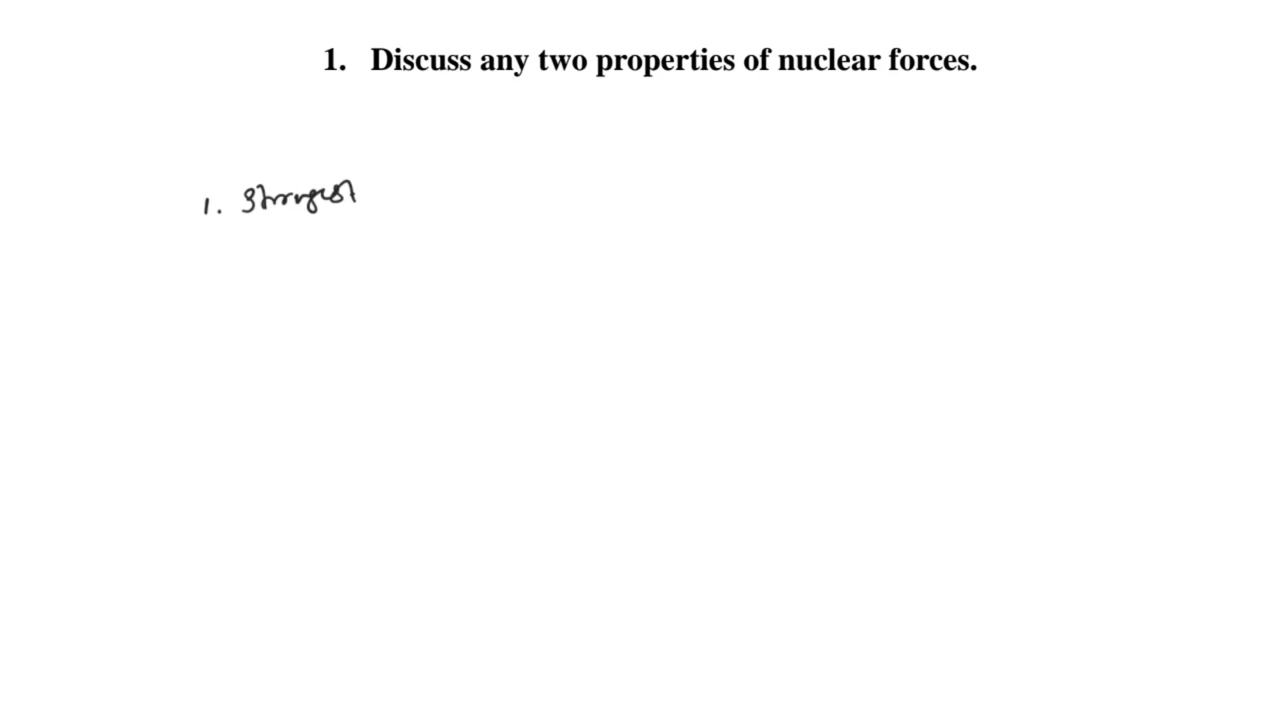 1. Discuss any two properties of nuclear forces.
1. Strongest